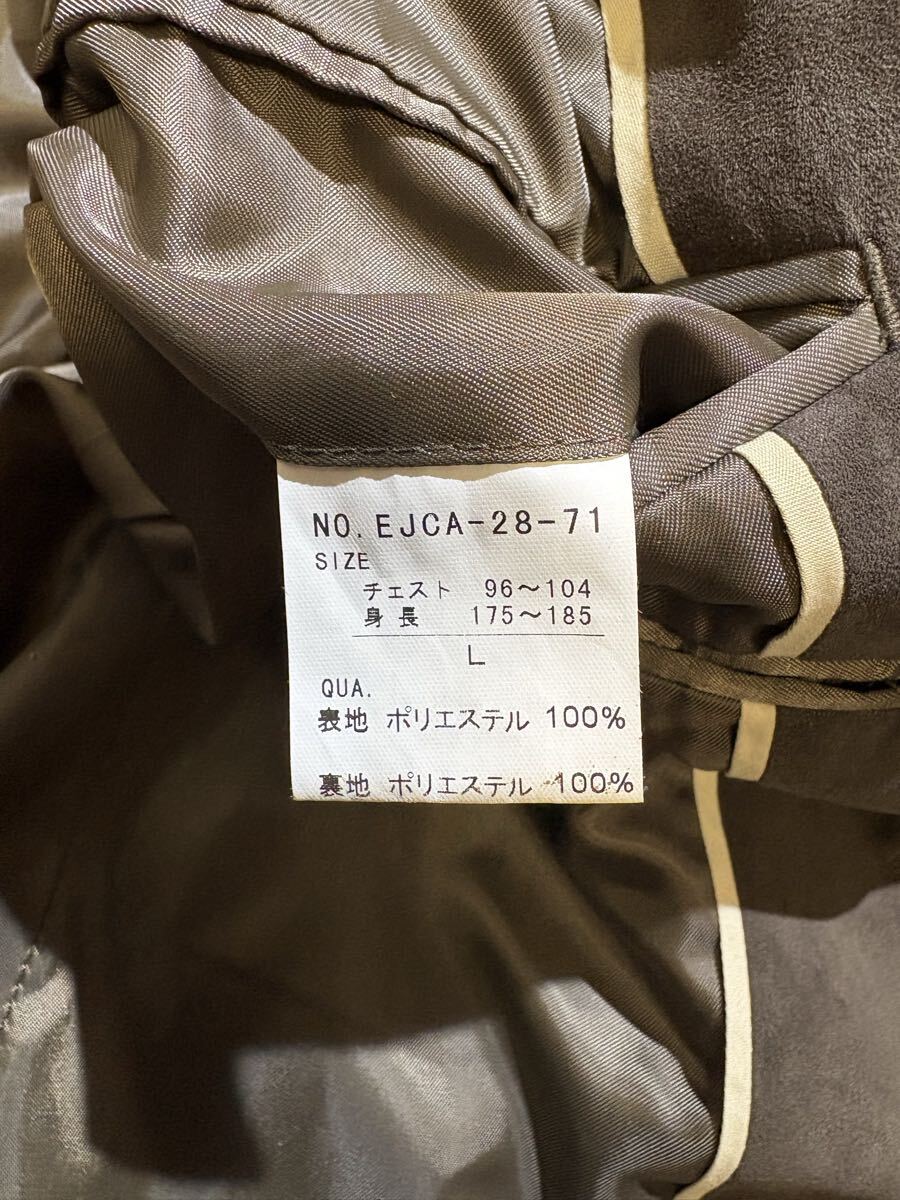 NO. EJCA-28-71
SIZE
チェスト 96〜104
身長 175〜185
L
QUA.
表地 ポリエステル 100%
裏地 ポリエステル 100%